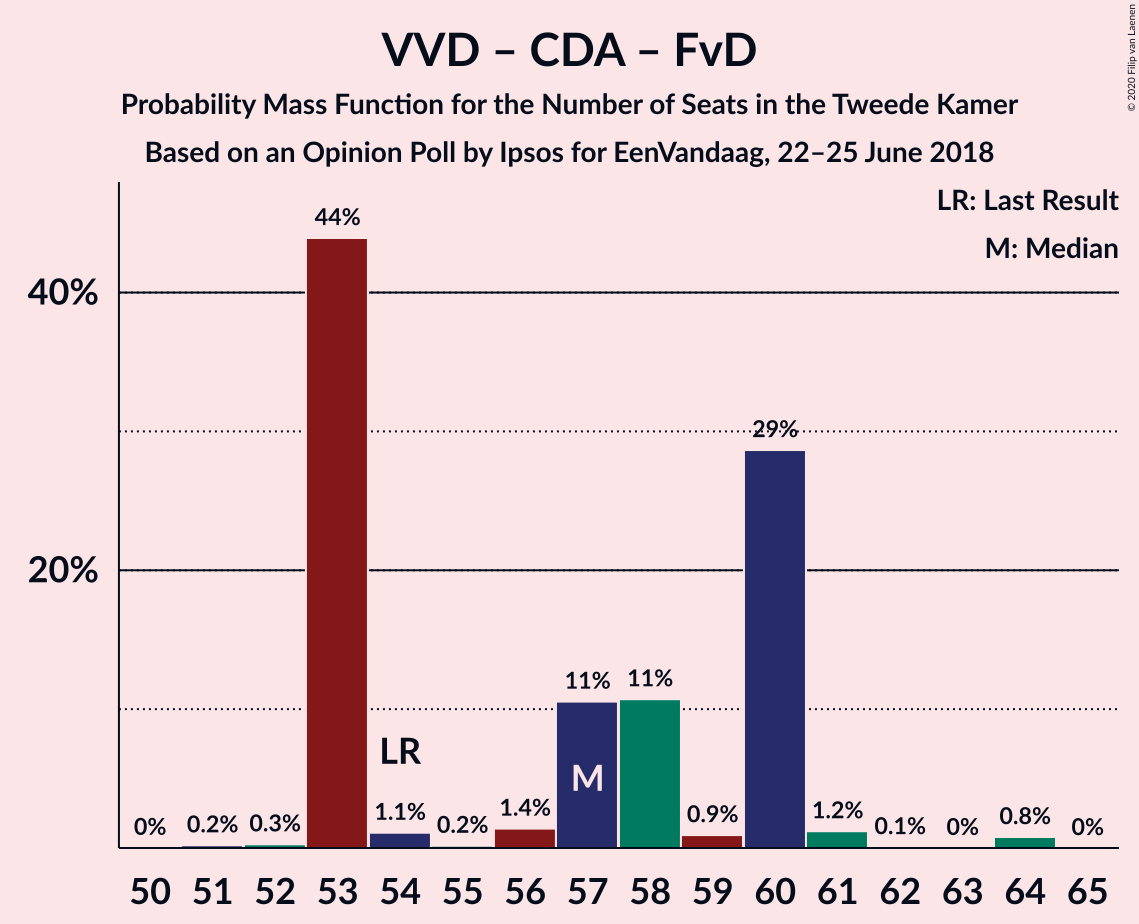 VVD – CDA – FvD
Probability Mass Function for the Number of Seats in the Tweede Kamer
Based on an Opinion Poll by Ipsos for EenVandaag, 22–25 June 2018
© 2020 Filip van Laenen
LR: Last Result
M: Median
40%
20%
0% 0.2% 0.3% 44% 1.1% 0.2% 1.4% 11% 11% 0.9% 29% 1.2% 0.1% 0% 0.8% 0%
LR
M
50 51 52 53 54 55 56 57 58 59 60 61 62 63 64 65